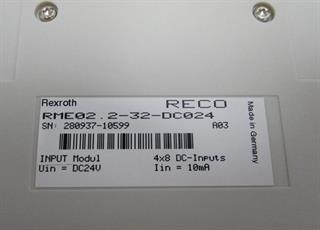 Rexroth RECO
RME02.2-32-DC024
SN: 280937-10599 A03
INPUT Modul 4x8 DC-Inputs
Uin = DC24V Iin = 10mA
Made in Germany